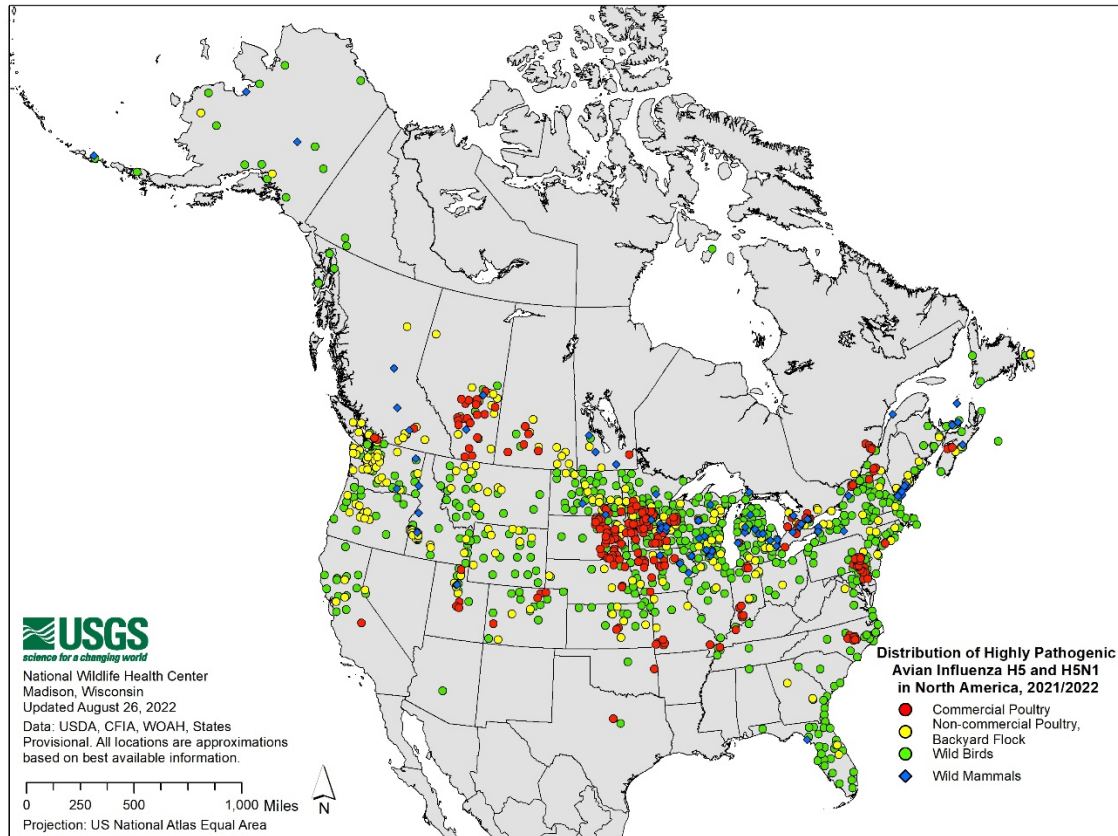 USGS
science for a changing world
National Wildlife Health Center
Madison, Wisconsin
Updated August 26, 2022
Data: USDA, CFIA, WOAH, States
Provisional. All locations are approximations
based on best available information.
0 250 500 1,000 Miles
N
Projection: US National Atlas Equal Area
Distribution of Highly Pathogenic
Avian Influenza H5 and H5N1
in North America, 2021/2022
Commercial Poultry
Non-commercial Poultry,
Backyard Flock
Wild Birds
Wild Mammals